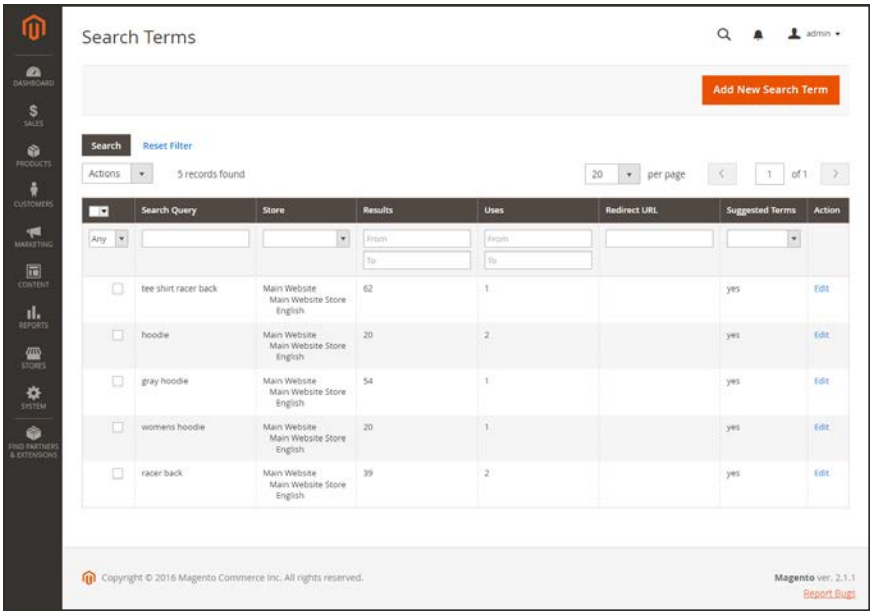 Search Terms
admin
DASHBOARD
SALES
PRODUCTS
CUSTOMERS
MARKETING
CONTENT
REPORTS
STORES
SYSTEM
FIND PARTNERS
& EXTENSIONS
Add New Search Term
Search Reset Filter
Actions 5 records found 20 per page 1 of 1
Search Query Store Results Uses Redirect URL Suggested Terms Action
Any From From
To To
tee shirt racer back Main Website 62 1 yes Edit
Main Website Store
English
hoodie Main Website 20 2 yes Edit
Main Website Store
English
gray hoodie Main Website 54 1 yes Edit
Main Website Store
English
womens hoodie Main Website 20 1 yes Edit
Main Website Store
English
racer back Main Website 39 2 yes Edit
Main Website Store
English
Copyright © 2016 Magento Commerce Inc. All rights reserved. Magento ver. 2.1.1
Report Bugs